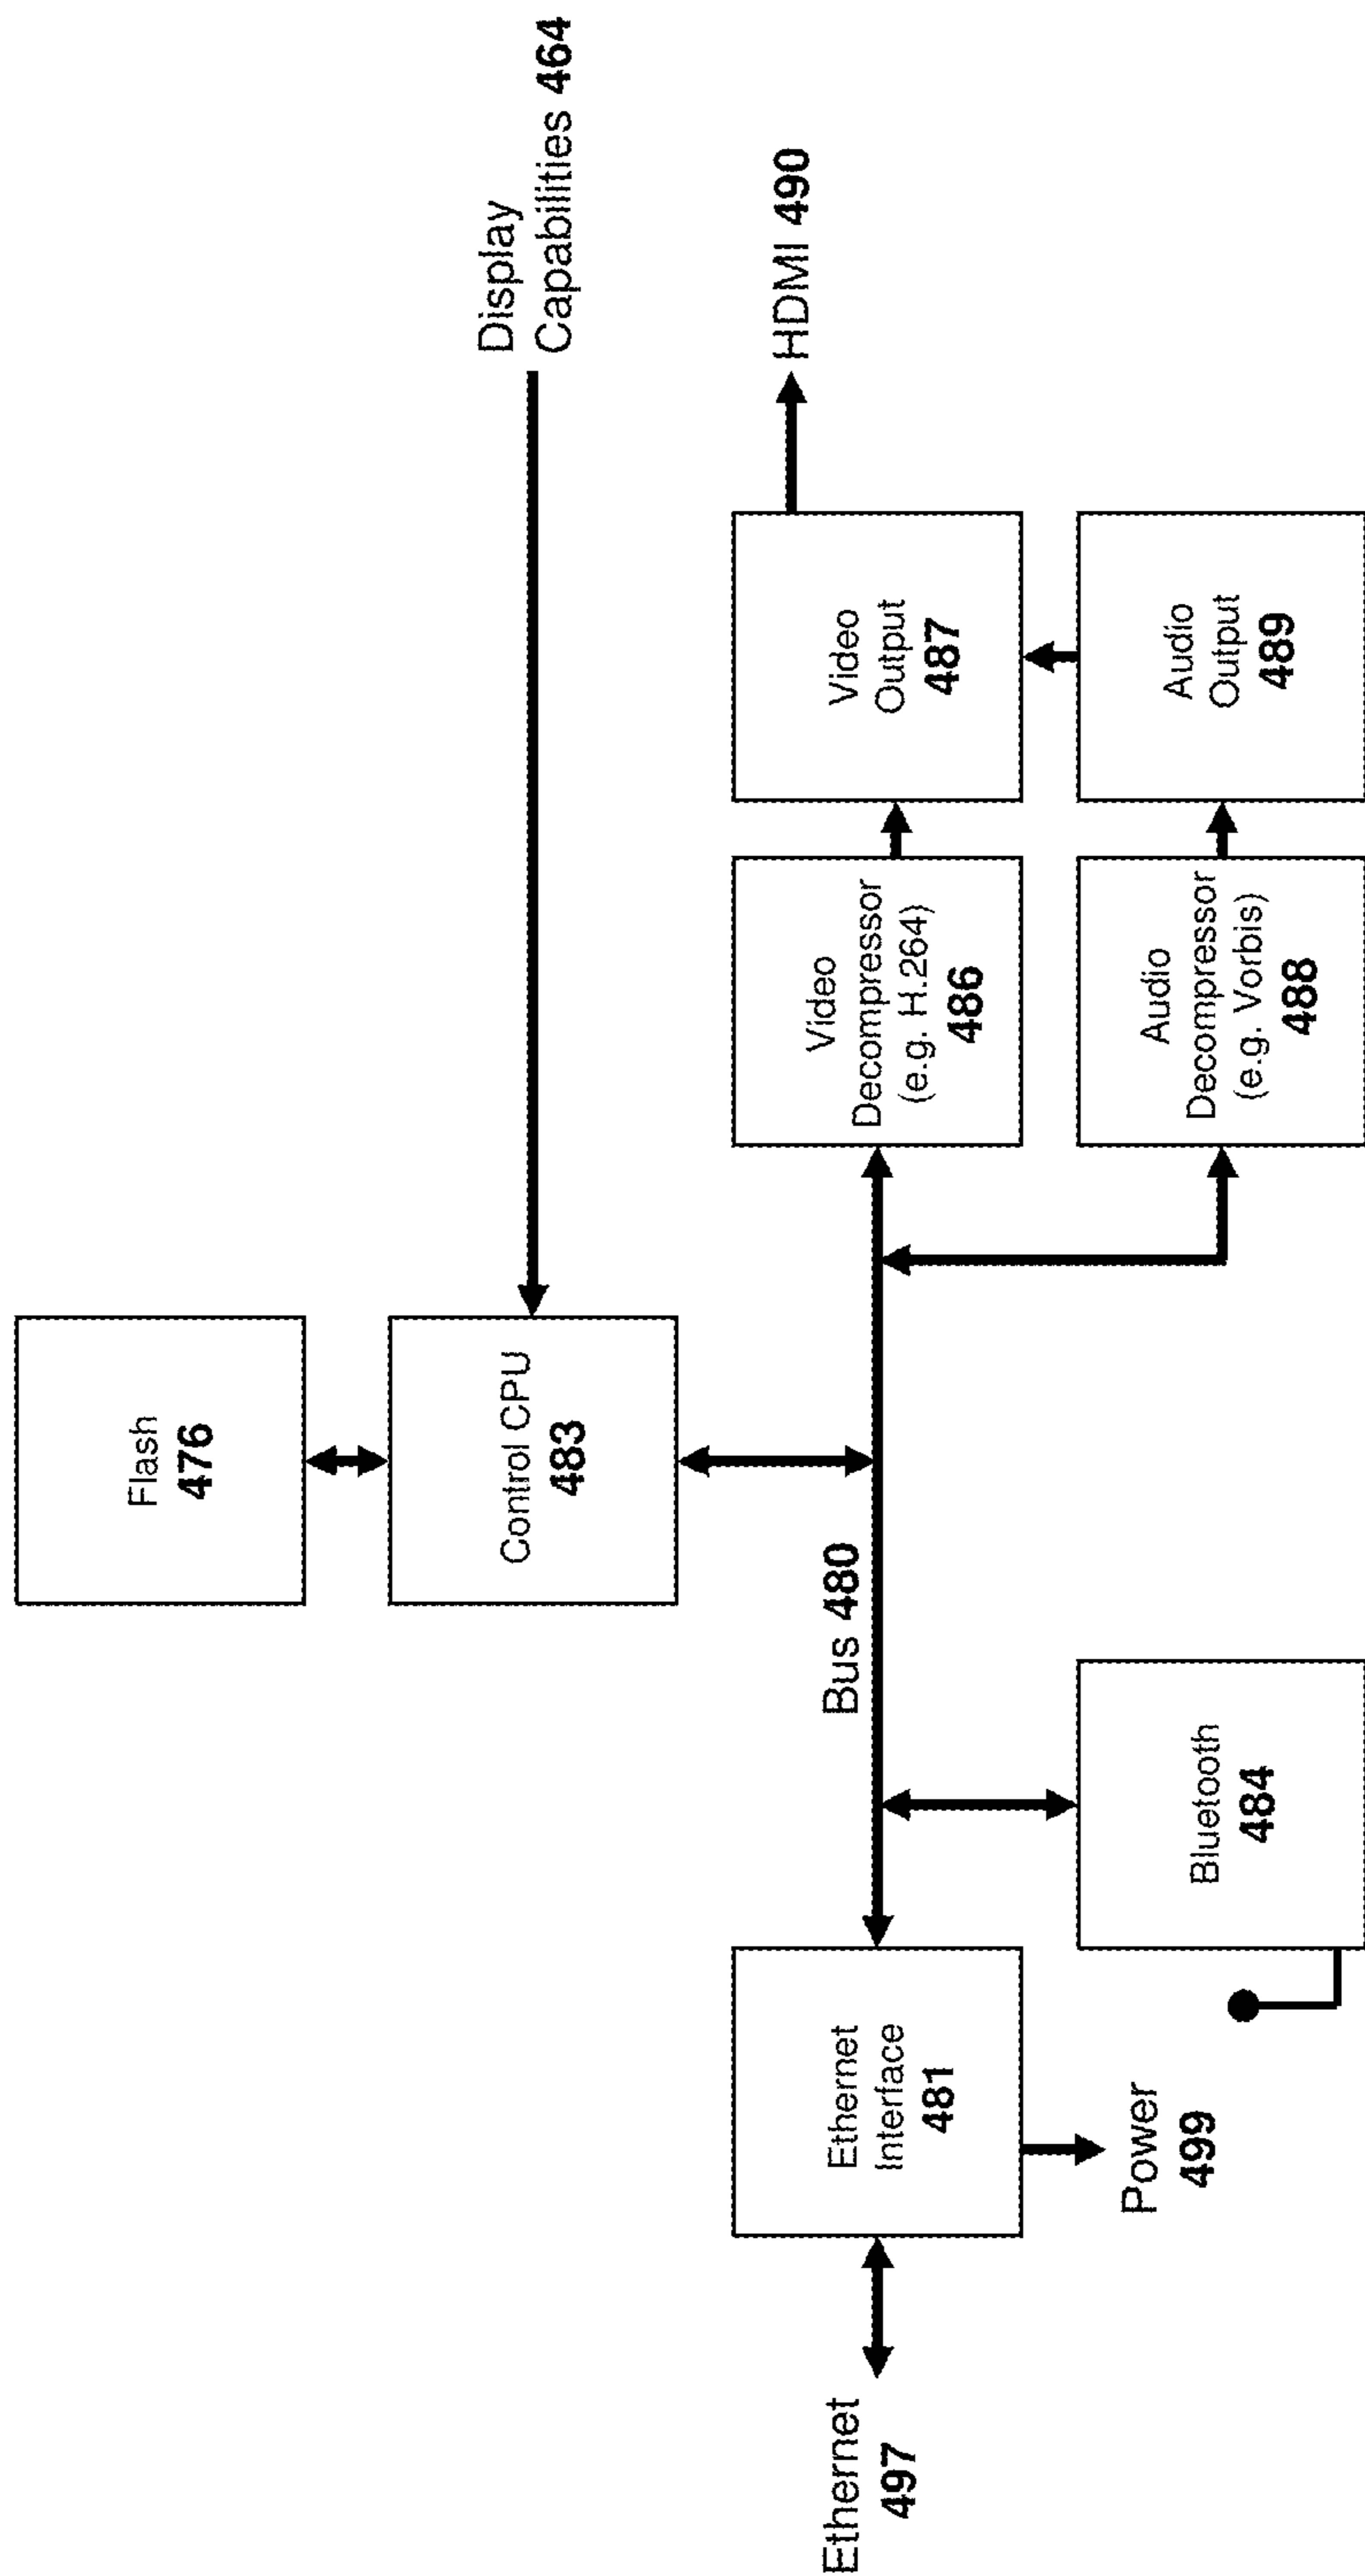 Flash
476
Display
Capabilities 464
Control CPU
483
HDMI 490
Bus 480
Ethernet
497
Ethernet
Interface
481
Video
Decompressor
(e.g. H.264)
486
Video
Output
487
Power
499
Bluetooth
484
Audio
Decompressor
(e.g. Vorbis)
488
Audio
Output
489